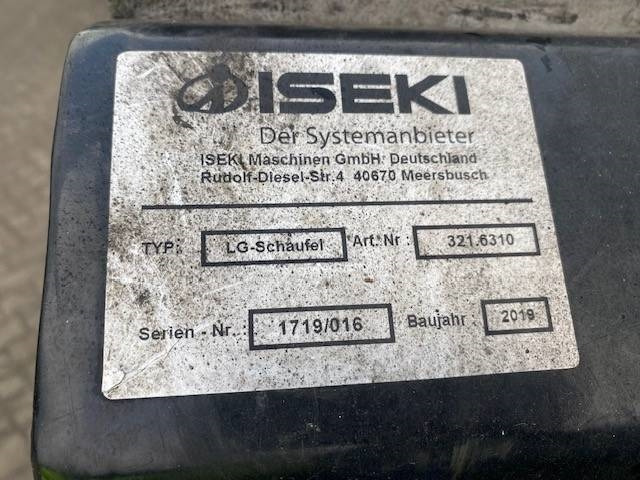 ISEKI
Der Systemanbieter
ISEKI Maschinen GmbH Deutschland
Rudolf-Diesel-Str.4 40670 Meersbusch
TYP: LG-Schaufel Art. Nr : 321.6310
Serien - Nr. : 1719/016 Baujahr : 2019